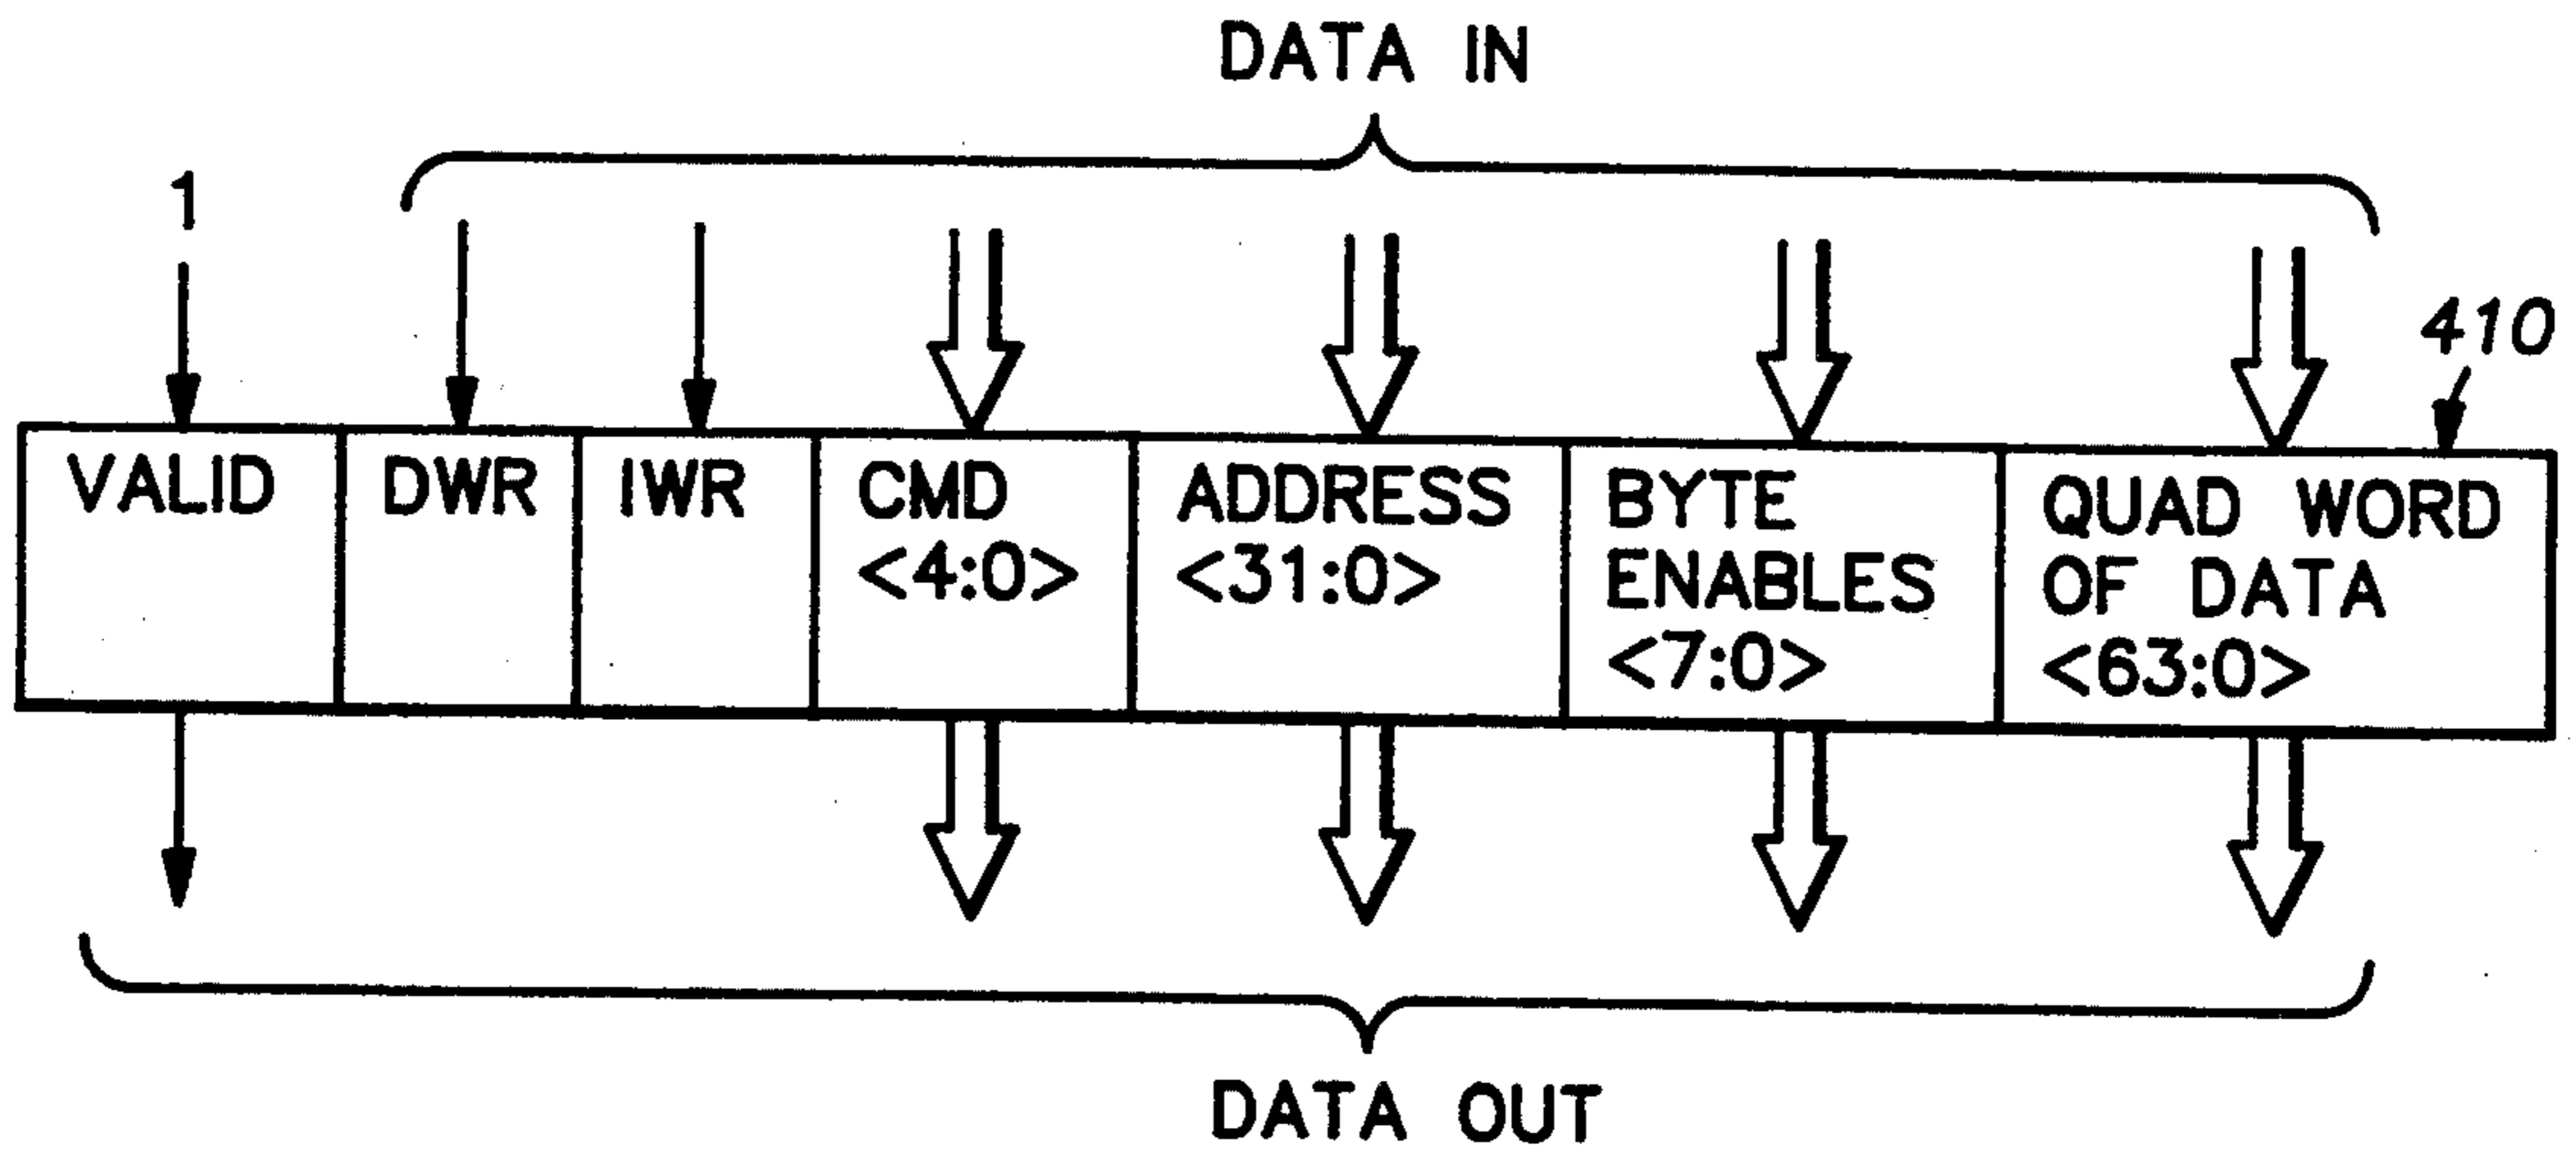 DATA IN
1
410
VALID
DWR
IWR
CMD
<4:0>
ADDRESS
<31:0>
BYTE
ENABLES
<7:0>
QUAD WORD
OF DATA
<63:0>
DATA OUT